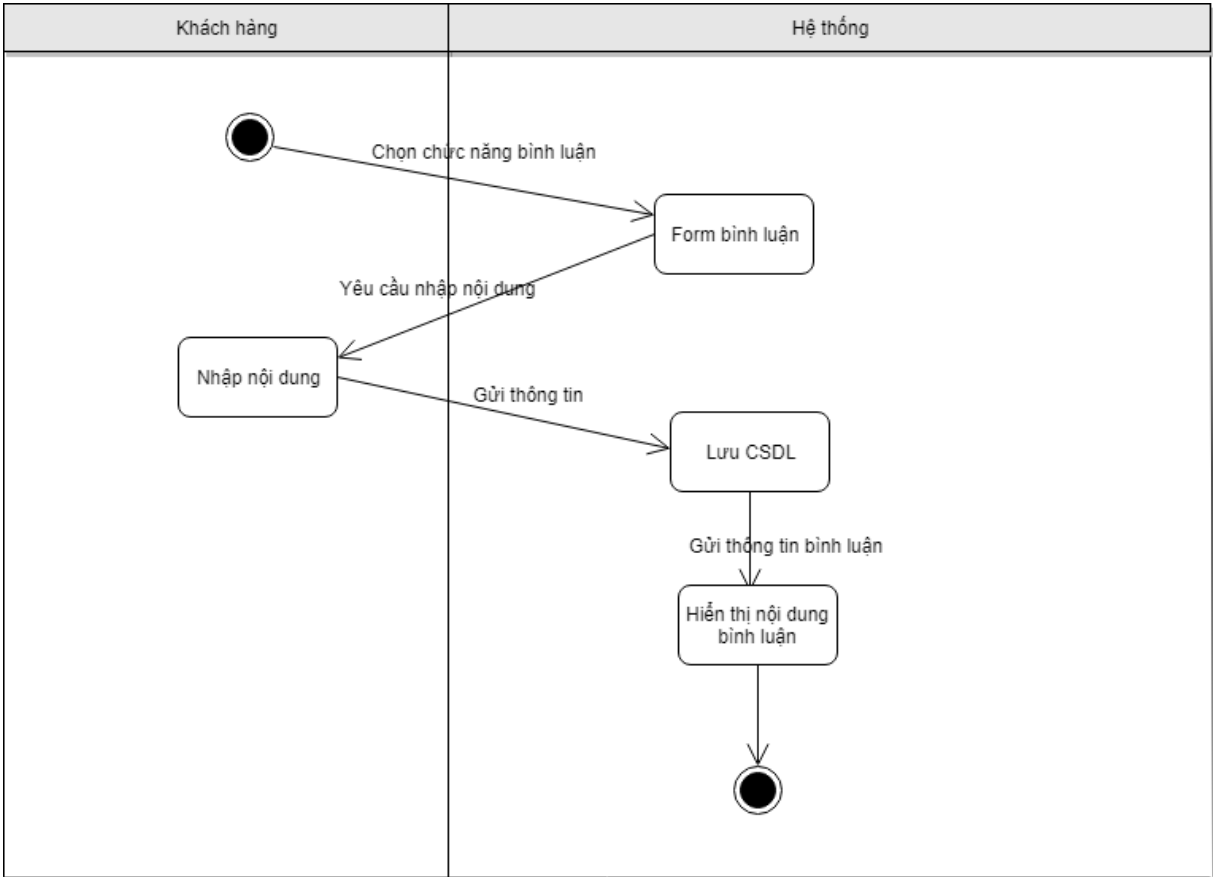 Khách hàng
Hệ thống
Chọn chức năng bình luận
Form bình luận
Yêu cầu nhập nội dung
Nhập nội dung
Gửi thông tin
Lưu CSDL
Gửi thông tin bình luận
Hiển thị nội dung
bình luận